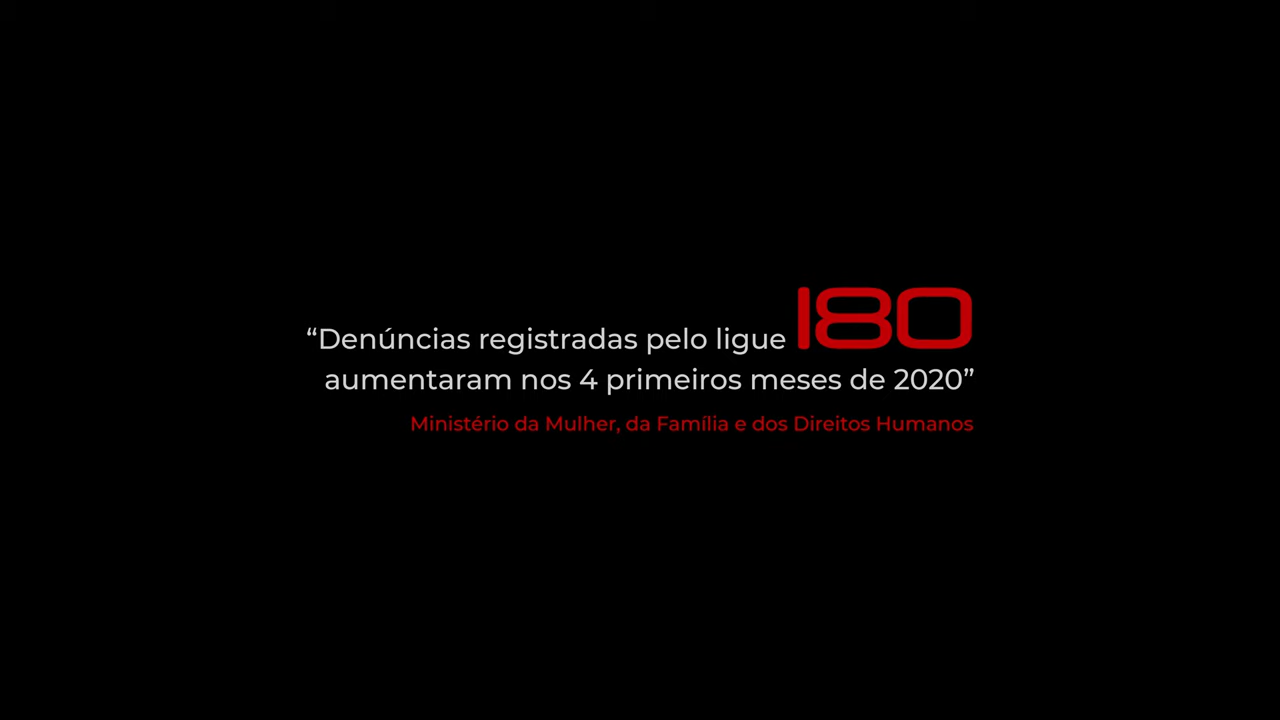 “Denúncias registradas pelo ligue 180
aumentaram nos 4 primeiros meses de 2020”
Ministério da Mulher, da Família e dos Direitos Humanos